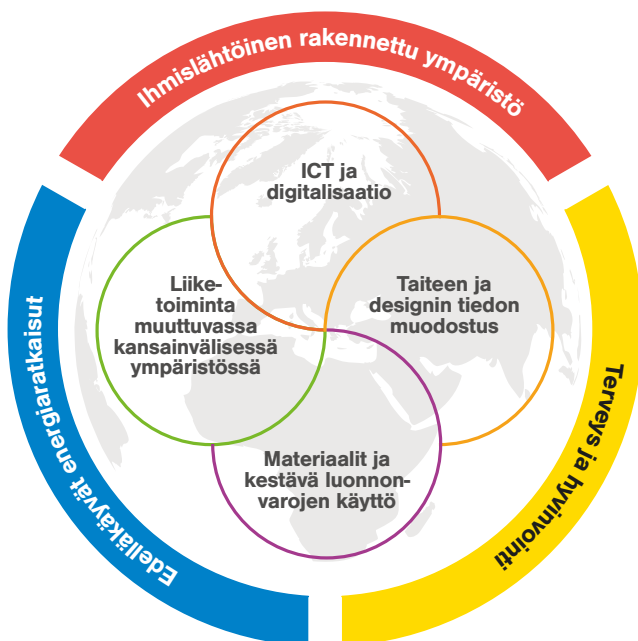 Ihmislähtöinen rakennettu ympäristö
ICT ja
digitalisaatio
Liike-
toiminta
muuttuvassa
kansainvälisessä
ympäristössä
Taiteen ja
designin tiedon
muodostus
Materiaalit ja
kestävä luonnon-
varojen käyttö
Edelläkäyvät energiaratkaisut
Terveys ja hyvinvointi